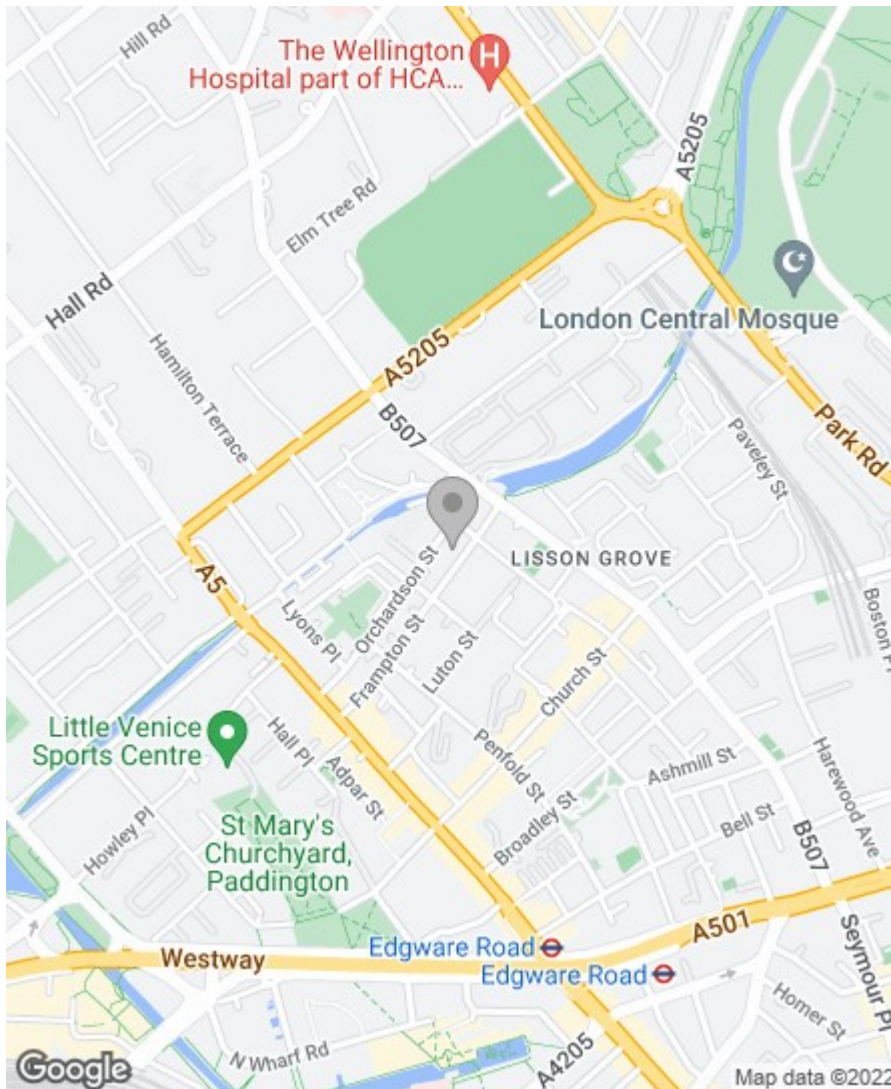 Hill Rd
The Wellington
Hospital part of HCA...
H
A5205
Elm Tree Rd
Hall Rd
London Central Mosque
Hamilton Terrace
A5205
B507
Park Rd
Paveley St
LISSON GROVE
A5
Orchardson St
Lyons Pl
Frampton St
Luton St
Boston Pl
Church St
Little Venice
Sports Centre
Hall Pl
Adpar St
Penfold St
Ashmill St
Harewood Ave
Howley Pl
St Mary's
Churchyard,
Paddington
Broadley St
Bell St
B507
Edgware Road
A501
Westway
Edgware Road
Seymour Pl
Homer St
N Wharf Rd
A4205
Google
Map data ©2022